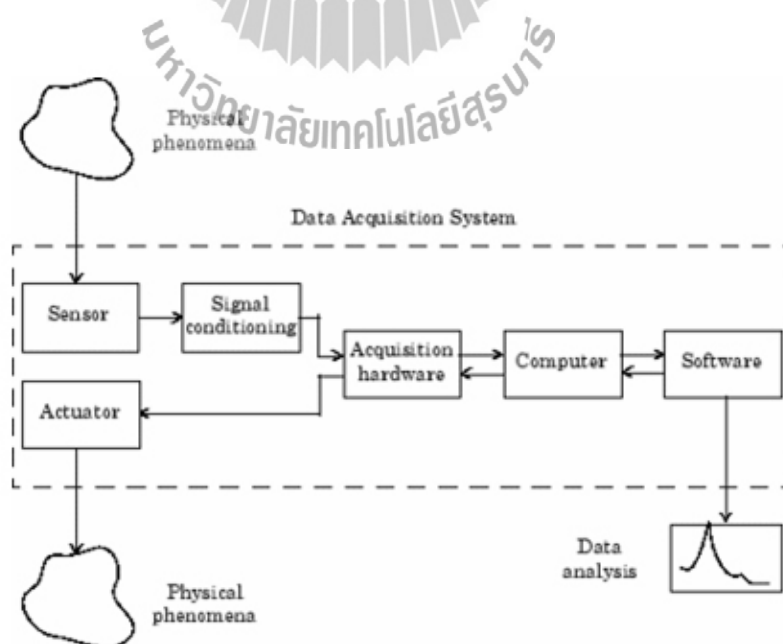 มหาวิทยาลัยเทคโนโลยีสุรนารี
Physical
phenomena
Data Acquisition System
Sensor
Signal
conditioning
Acquisition
hardware
Computer
Software
Actuator
Data
analysis
Physical
phenomena